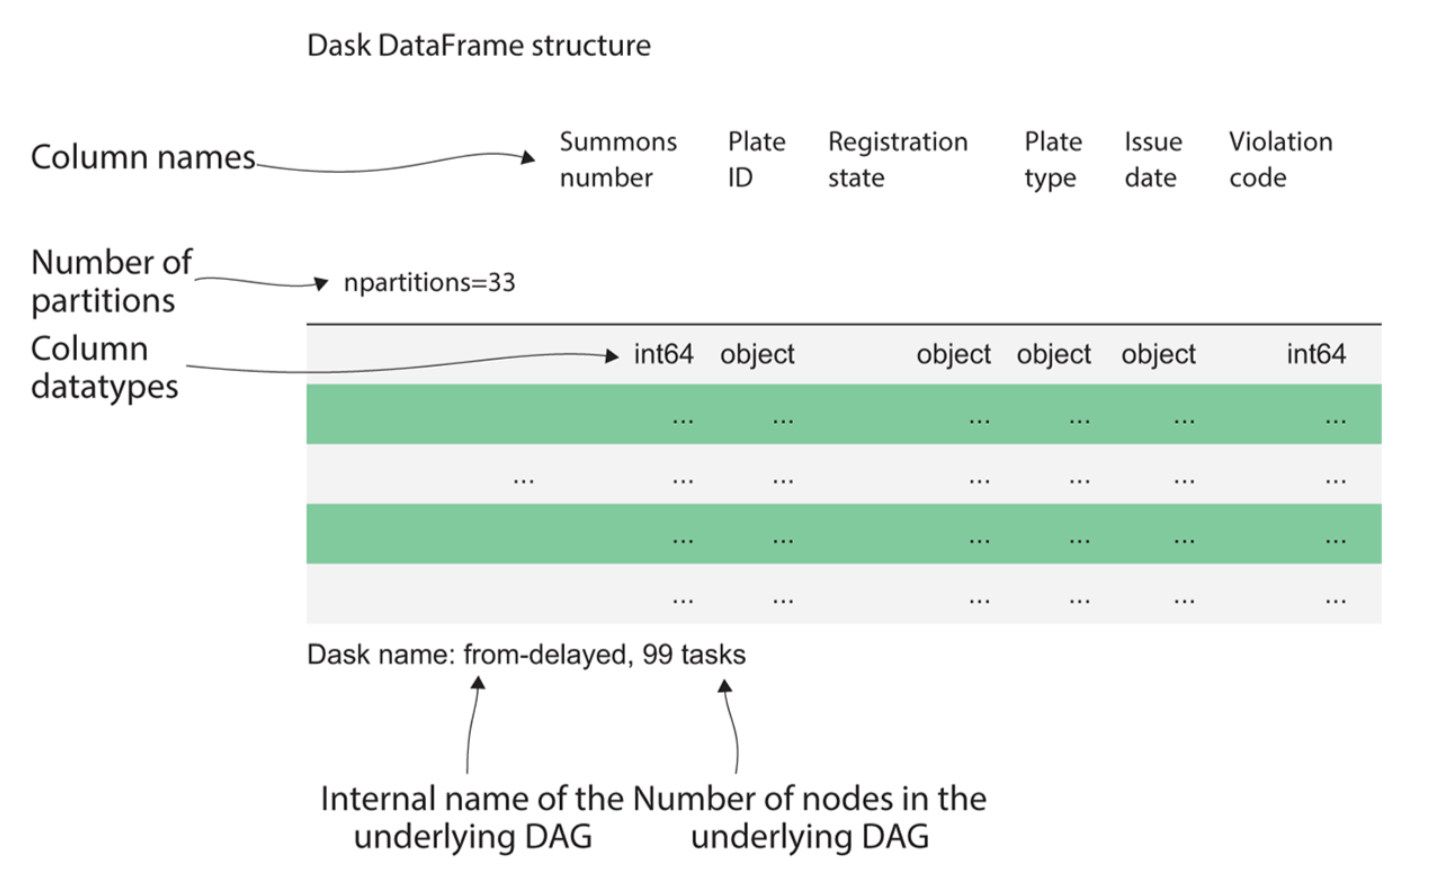 Dask DataFrame structure
Column names
Summons Plate Registration Plate Issue Violation
number ID state type date code
Number of
partitions
npartitions=33
Column
datatypes
int64 object object object object int64
... ... ... ... ... ...
... ... ... ... ... ... ...
... ... ... ... ... ...
... ... ... ... ... ...
Dask name: from-delayed, 99 tasks
Internal name of the
underlying DAG
Number of nodes in the
underlying DAG